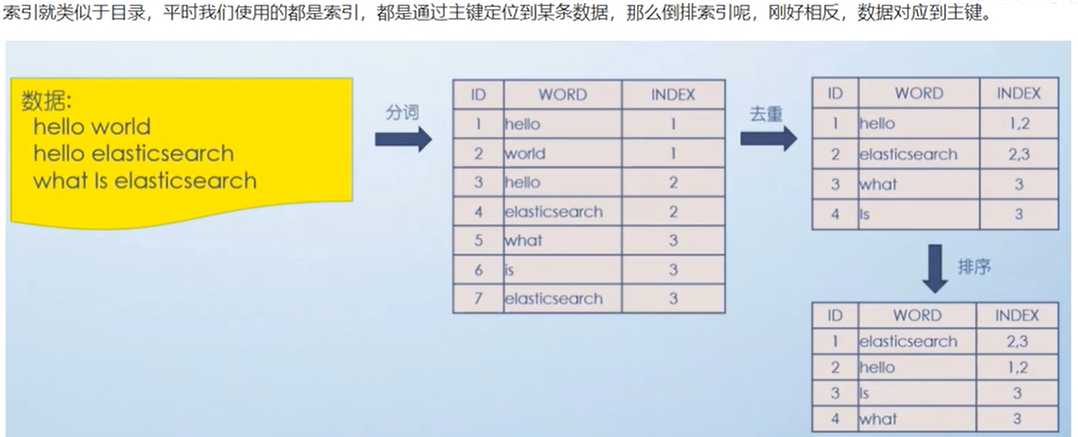 索引就类似于目录，平时我们使用的都是索引，都是通过主键定位到某条数据，那么倒排索引呢，刚好相反，数据对应到主键。
数据:
hello world
hello elasticsearch
what Is elasticsearch
分词
ID WORD INDEX
1 hello 1
2 world 1
3 hello 2
4 elasticsearch 2
5 what 3
6 is 3
7 elasticsearch 3
去重
ID WORD INDEX
1 hello 1,2
2 elasticsearch 2,3
3 what 3
4 Is 3
排序
ID WORD INDEX
1 elasticsearch 2,3
2 hello 1,2
3 Is 3
4 what 3